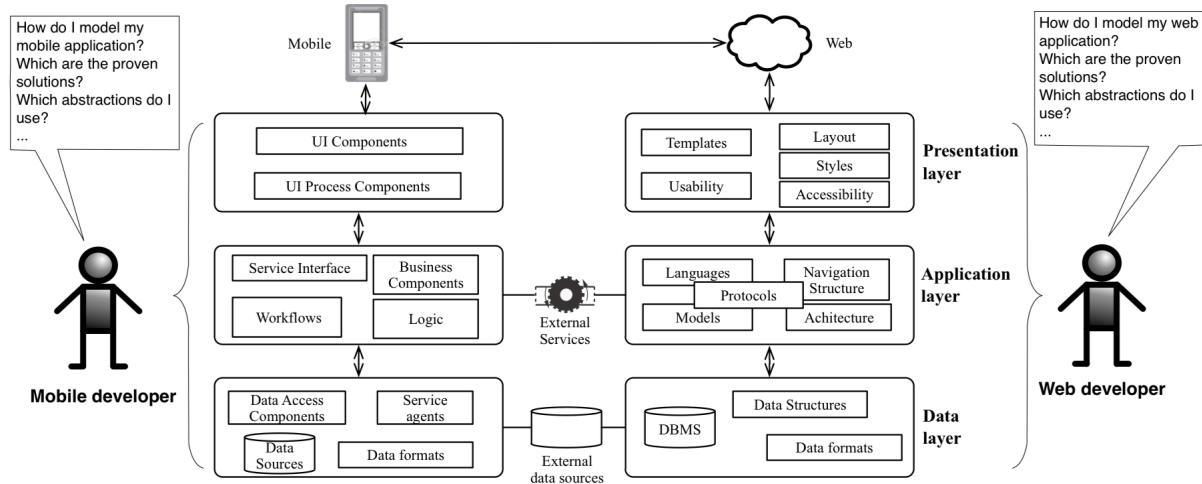 How do I model my
mobile application?
Which are the proven
solutions?
Which abstractions do I
use?
...
Mobile
Web
How do I model my web
application?
Which are the proven
solutions?
Which abstractions do I
use?
...
UI Components
UI Process Components
Templates
Usability
Layout
Styles
Accessibility
Presentation
layer
Service Interface
Business
Components
Workflows
Logic
External
Services
Languages
Navigation
Structure
Protocols
Models
Achitecture
Application
layer
Mobile developer
Web developer
Data Access
Components
Service
agents
Data
Sources
Data formats
External
data sources
DBMS
Data Structures
Data formats
Data
layer